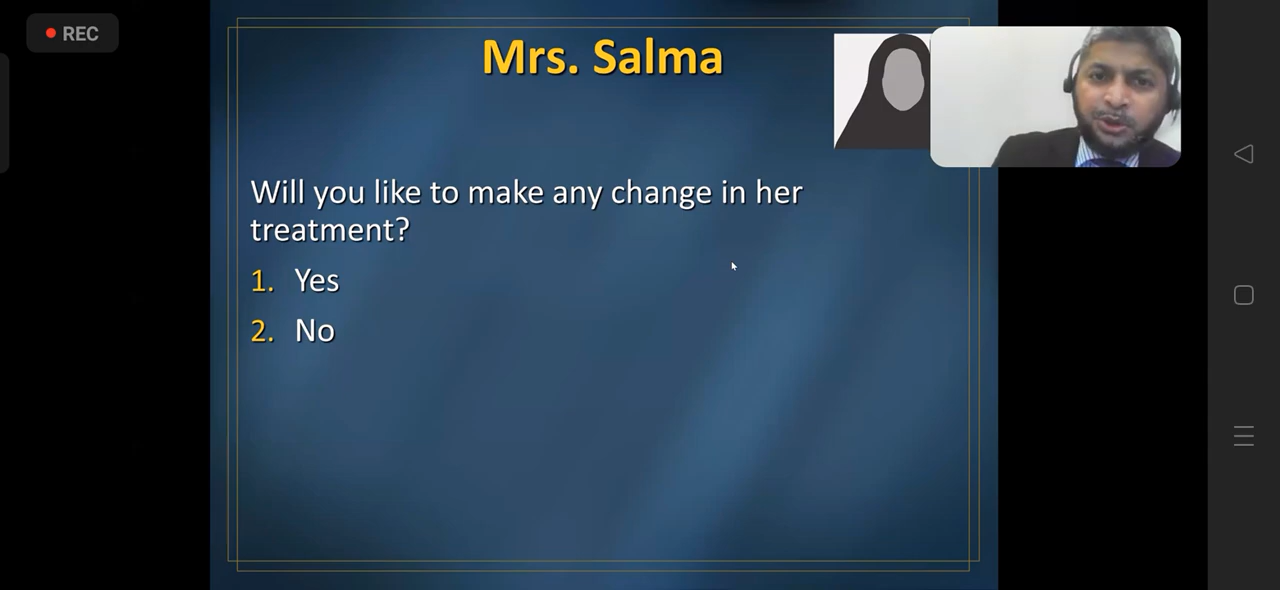 REC
Mrs. Salma
Will you like to make any change in her
treatment?
1. Yes
2. No